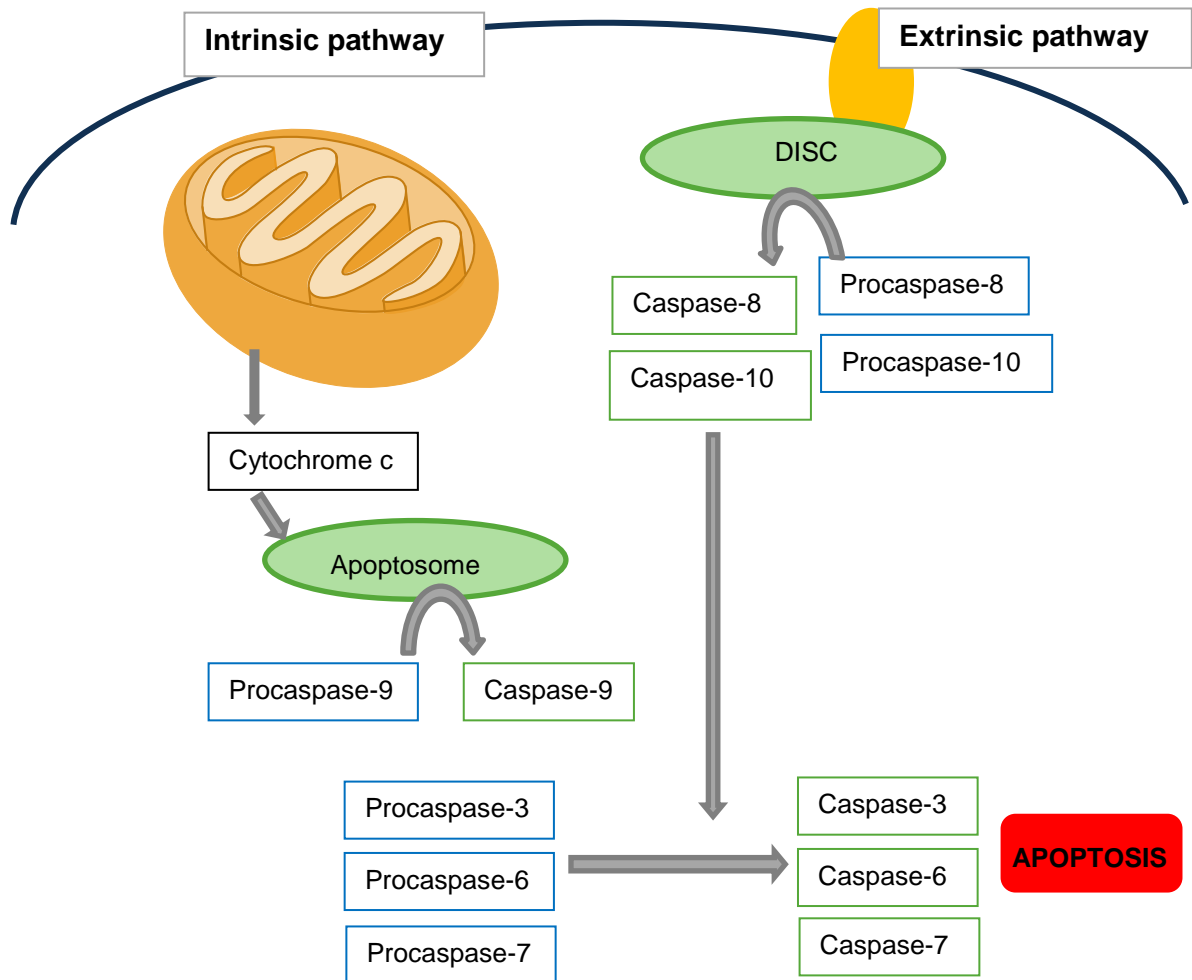 Intrinsic pathway
Extrinsic pathway
DISC
Caspase-8
Procaspase-8
Caspase-10
Procaspase-10
Cytochrome c
Apoptosome
Procaspase-9
Caspase-9
Procaspase-3
Procaspase-6
Procaspase-7
Caspase-3
Caspase-6
Caspase-7
APOPTOSIS